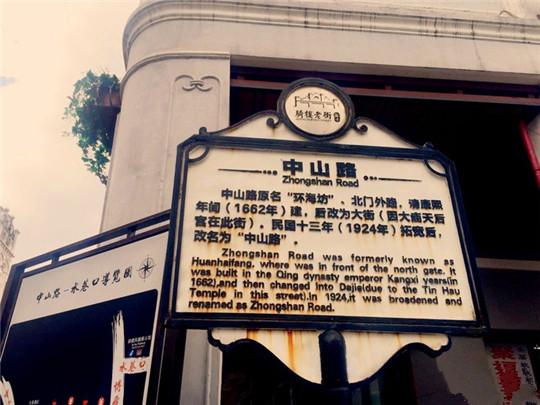 骑楼老街
中山路
Zhongshan Road
中山路原名“环海坊”、北门外路，清康熙
年间（1662年）建，后改为大街（因大庙天后
宫在此街）。民国十三年（1924年）拓宽后，
改名为“中山路”。
Zhongshan Road was formerly known as
Huanhaifang, where was in front of the north gate. It
was built in the Qing dynasty emperor Kangxi years(in
1662),and then changed into Dajie(due to the Tin Hau
Temple in this street).In 1924,it was broadened and
renamed as Zhongshan Road.
中山路—水巷口導覽圖
水巷口